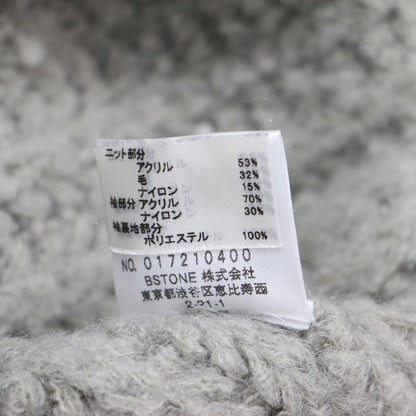 ニット部分
アクリル 53%
毛 32%
ナイロン 15%
袖部分 アクリル 70%
ナイロン 30%
袖裏地部分
ポリエステル 100%
NO. 017210400
BSTONE 株式会社
東京都渋谷区恵比寿西
2-21-1